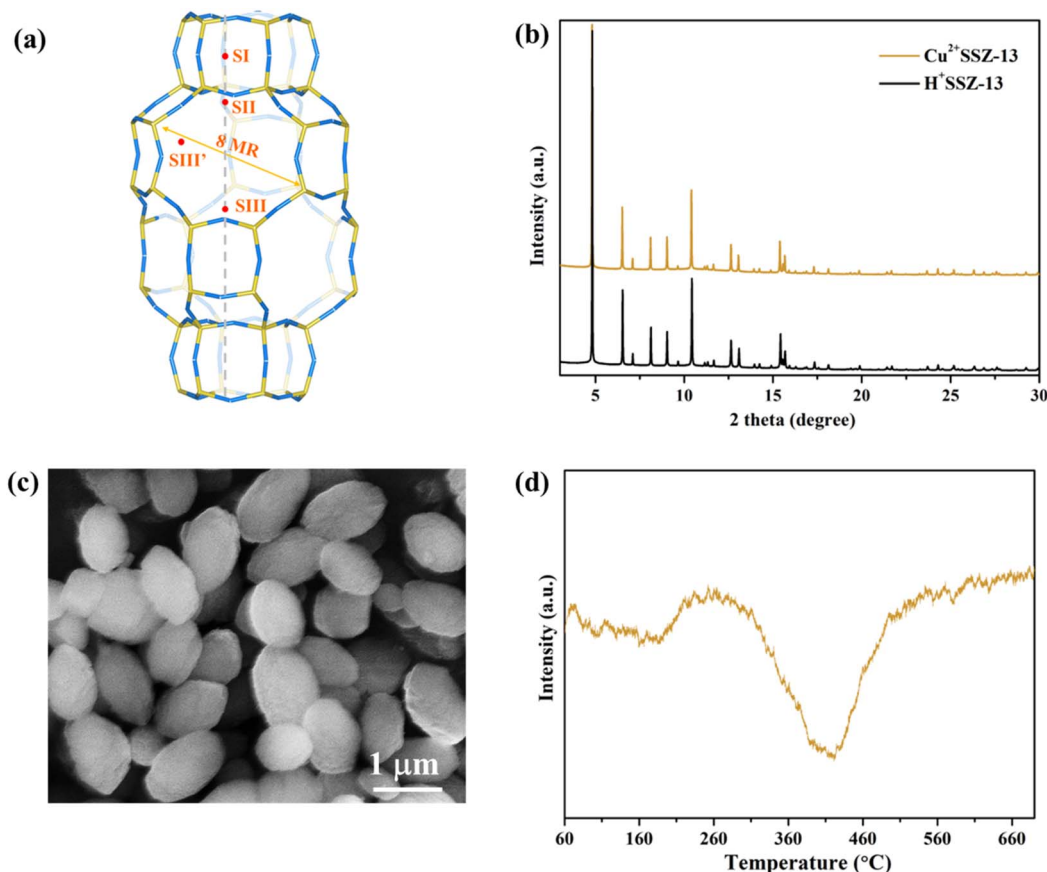 (a)
SI
SII
8 MR
SIII'
SIII
(b)
Intensity (a.u.)
Cu²⁺SSZ-13
H⁺SSZ-13
5 10 15 20 25 30
2 theta (degree)
(c)
1 μm
(d)
Intensity (a.u.)
60 160 260 360 460 560 660
Temperature (°C)